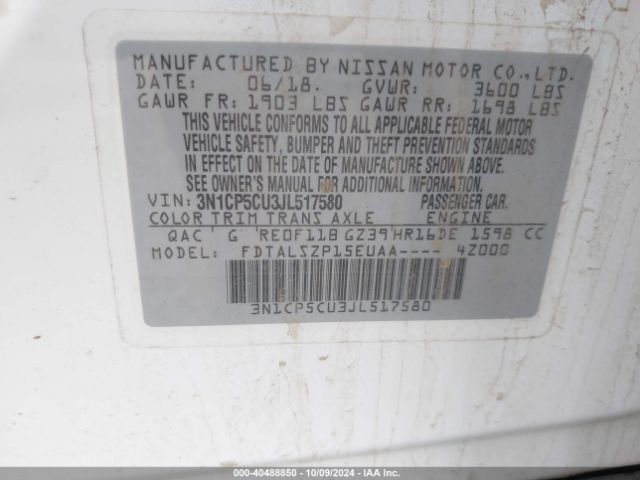 MANUFACTURED BY NISSAN MOTOR CO., LTD.
DATE: 06/18. GVWR: 3600 LBS
GAWR FR: 1903 LBS GAWR RR: 1698 LBS
THIS VEHICLE CONFORMS TO ALL APPLICABLE FEDERAL MOTOR
VEHICLE SAFETY, BUMPER AND THEFT PREVENTION STANDARDS
IN EFFECT ON THE DATE OF MANUFACTURE SHOWN ABOVE.
SEE OWNER'S MANUAL FOR ADDITIONAL INFORMATION.
VIN: 3N1CP5CU3JL517580 PASSENGER CAR.
COLOR TRIM TRANS AXLE ENGINE
QAC G RE0F11B GZ39 HR16DE 1598 CC
MODEL: FDTALSZP15EUAA---- 4Z000
3N1CP5CU3JL517580
000-40488850 | 10/09/2024 - IAA Inc.